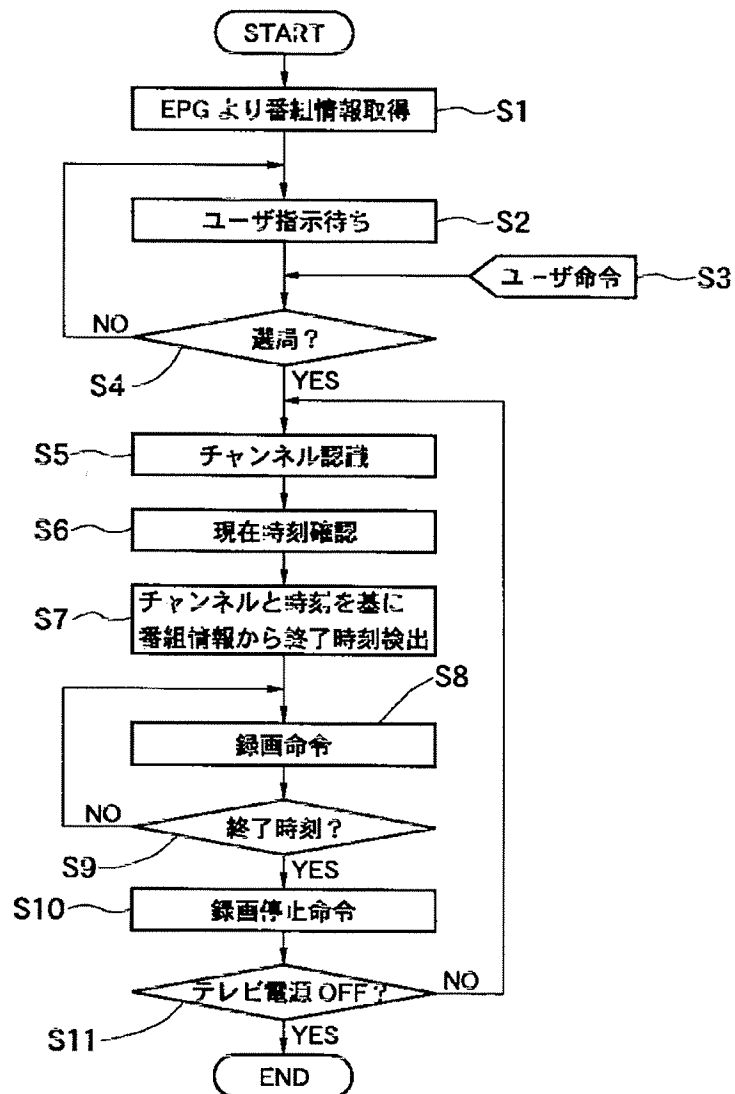 START
EPGより番組情報取得
S1
ユーザ指示待ち
S2
ユーザ命令
S3
選局？
NO
S4
YES
チャンネル認識
S5
現在時刻確認
S6
チャンネルと時刻を基に
番組情報から終了時刻検出
S7
S8
録画命令
終了時刻？
NO
S9
YES
録画停止命令
S10
テレビ電源OFF？
NO
S11
YES
END